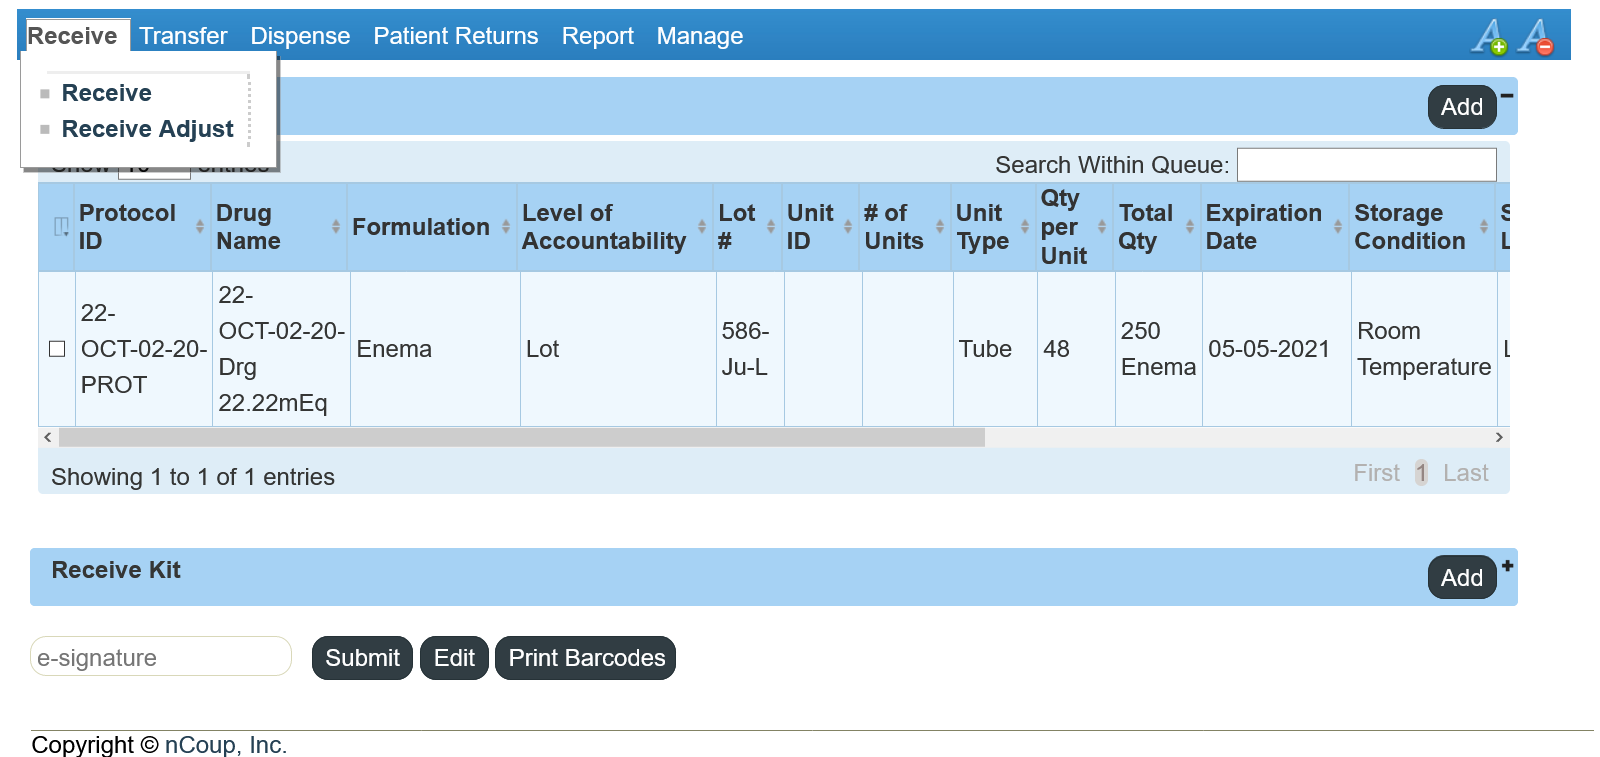 Receive Transfer Dispense Patient Returns Report Manage
Receive
Receive Adjust
Add
Search Within Queue:
Protocol ID
Drug Name
Formulation
Level of Accountability
Lot #
Unit ID
# of Units
Unit Type
Qty per Unit
Total Qty
Expiration Date
Storage Condition
22-
OCT-02-20-
PROT
22-
OCT-02-20-
Drg
22.22mEq
Enema
Lot
586-
Ju-L
Tube
48
250
Enema
05-05-2021
Room
Temperature
Showing 1 to 1 of 1 entries
First 1 Last
Receive Kit
Add
e-signature
Submit Edit Print Barcodes
Copyright © nCoup, Inc.